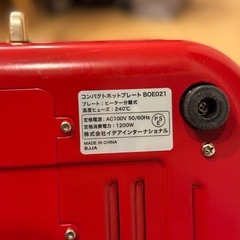 コンパクトホットプレート BOE021
プレート：ヒーター分離式
温度ヒューズ：240℃
定格電源：AC100V 50/60Hz
定格消費電力：1200W
株式会社イデアインターナショナル
MADE IN CHINA
BJJA
PSE